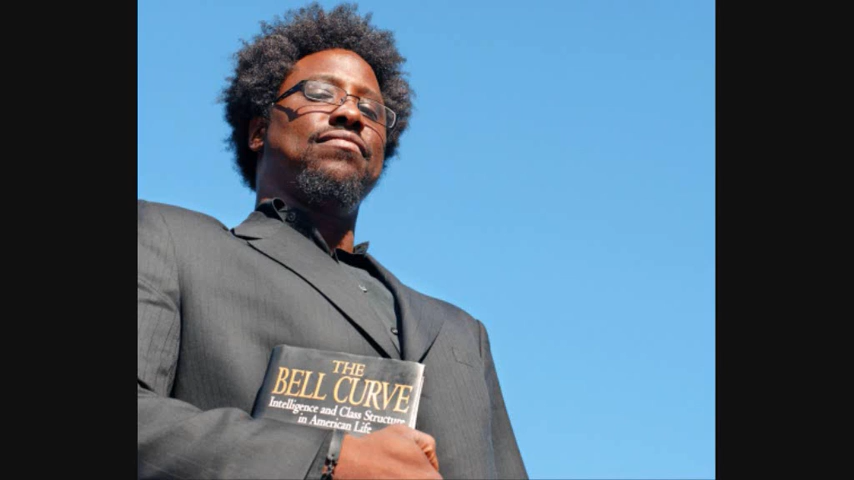 THE
BELL CURVE
Intelligence and Class Structure
in American Life